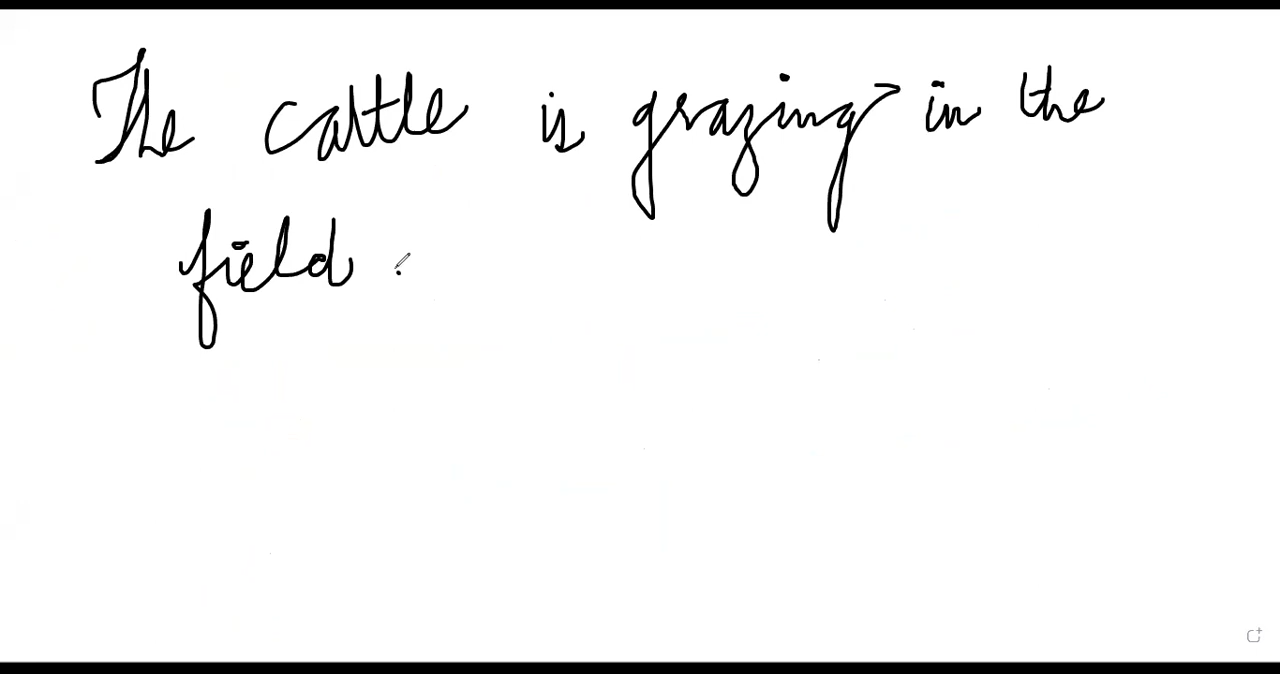 The cattle is grazing in the
field.